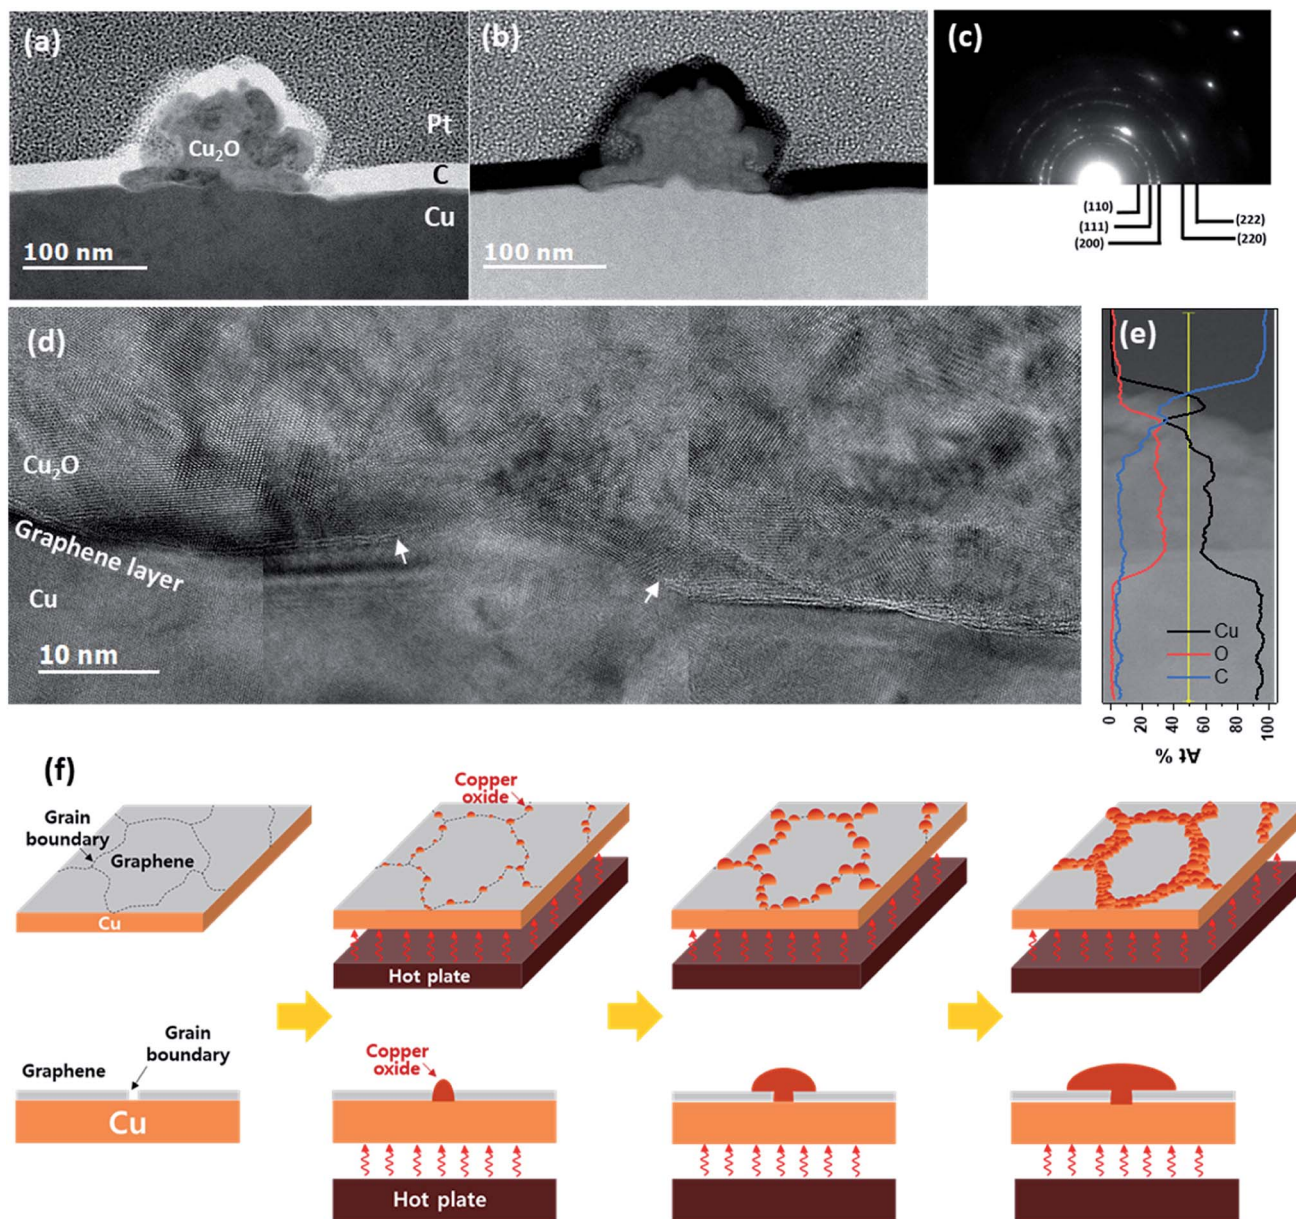 (a)
Pt
Cu₂O
C
Cu
100 nm
(b)
100 nm
(c)
(110)
(111)
(200)
(222)
(220)
(d)
Cu₂O
Graphene layer
Cu
10 nm
(e)
Cu
O
C
0 20 40 60 80 100
At %
(f)
Grain
boundary
Graphene
Cu
Copper
oxide
Hot plate
Grain
boundary
Graphene
Cu
Copper
oxide
Hot plate